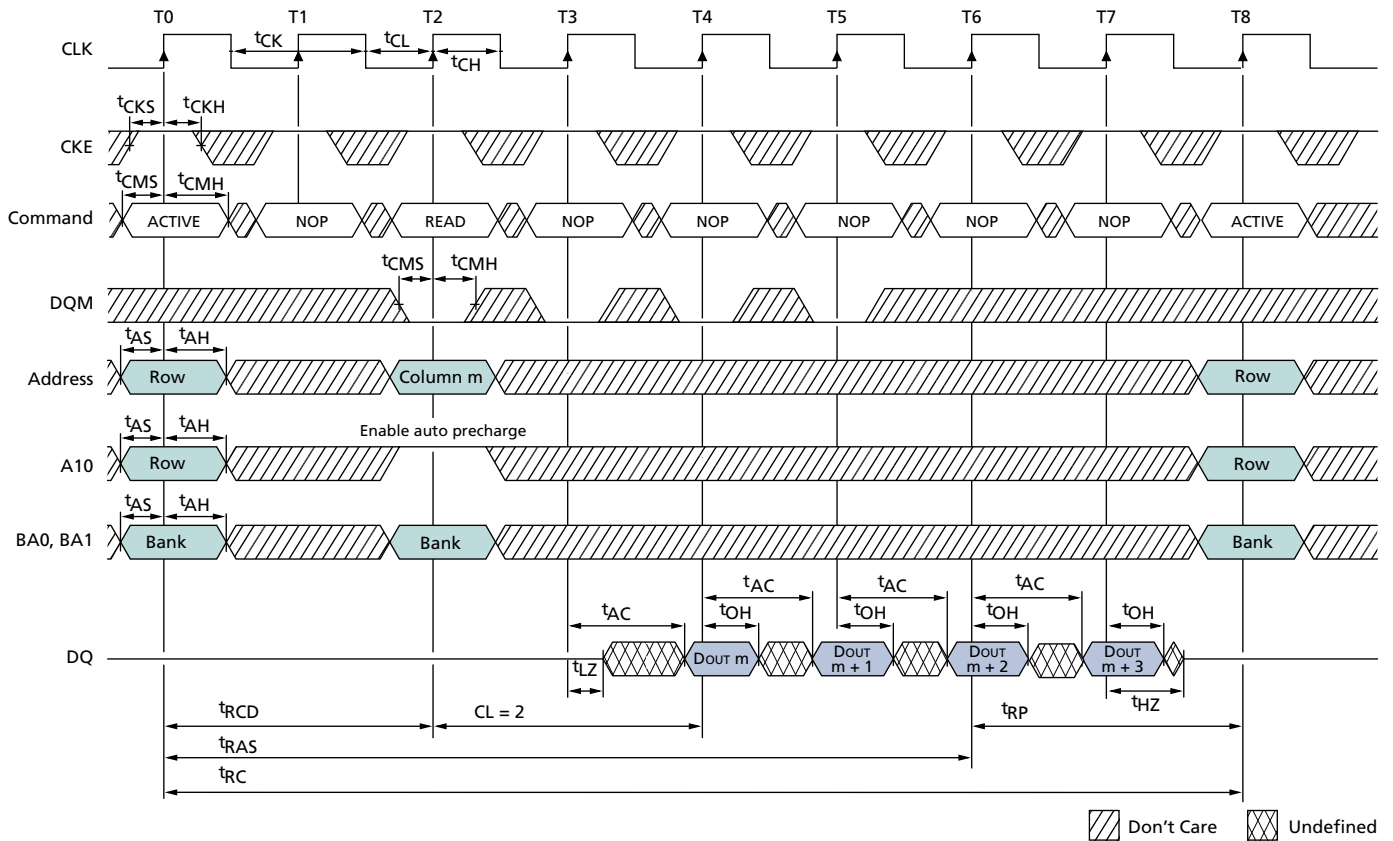 T0 T1 T2 T3 T4 T5 T6 T7 T8
CLK
tCK tCL
tCH
tCKS tCKH
CKE
tCMS tCMH
Command ACTIVE NOP READ NOP NOP NOP NOP NOP ACTIVE
tCMS tCMH
DQM
tAS tAH
Address Row Column m Row
tAS tAH
Enable auto precharge
A10 Row Row
tAS tAH
BA0, BA1 Bank Bank Bank
tAC tAC tAC
tAC tOH tOH tOH tOH
DQ DOUT m DOUT m + 1 DOUT m + 2 DOUT m + 3
tLZ
tHZ
tRCD CL = 2 tRP
tRAS
tRC
Don't Care Undefined